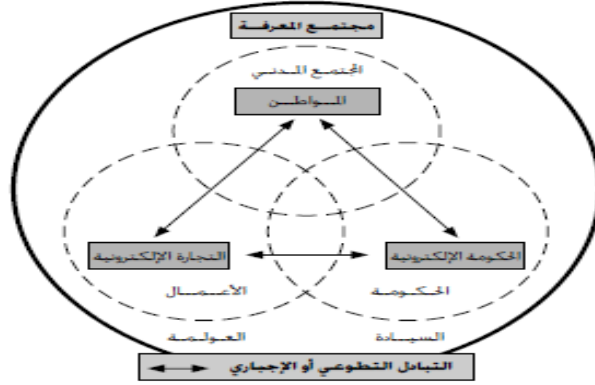 مجتمع المعرفة
المجتمع المدني
المواطن
الحكومة الإلكترونية
التجارة الإلكترونية
الحكومة
الأعمال
السيادة
العولمة
التبادل التطوعي أو الإجباري